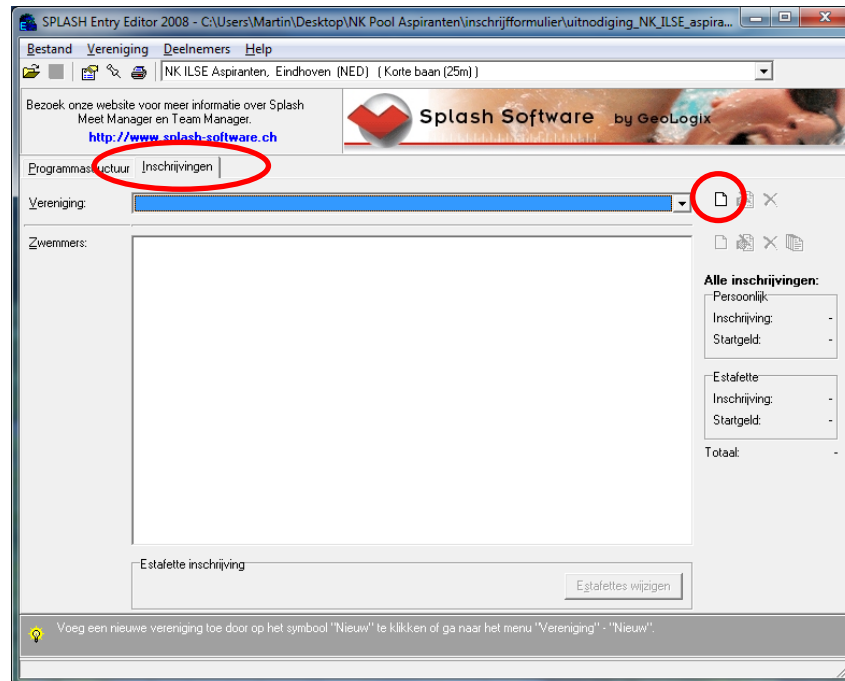 SPLASH Entry Editor 2008 - C:\Users\Martin\Desktop\NK Pool Aspiranten\inschrijfformulier\uitnodiging_NK_ILSE_aspira...
Bestand Vereniging Deelnemers Help
NK ILSE Aspiranten, Eindhoven (NED) (Korte baan (25m) )
Bezoek onze website voor meer informatie over Splash
Meet Manager en Team Manager.
http://www.splash-software.ch
Splash Software by GeoLogix
Programmastructuur Inschrijvingen
Vereniging:
Zwemmers:
Alle inschrijvingen:
Persoonlijk
Inschrijving: -
Startgeld: -
Estafette
Inschrijving: -
Startgeld: -
Totaal: -
Estafette inschrijving
Estafettes wijzigen
Voeg een nieuwe vereniging toe door op het symbool "Nieuw" te klikken of ga naar het menu "Vereniging" - "Nieuw".